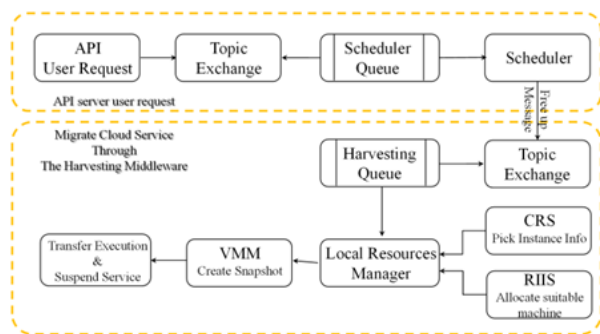 API
User Request
Topic
Exchange
Scheduler
Queue
Scheduler
API server user request
Free up
Message
Migrate Cloud Service
Through
The Harvesting Middleware
Harvesting
Queue
Topic
Exchange
CRS
Pick Instance Info
Transfer Execution
&
Suspend Service
VMM
Create Snapshot
Local Resources
Manager
RIIS
Allocate suitable
machine